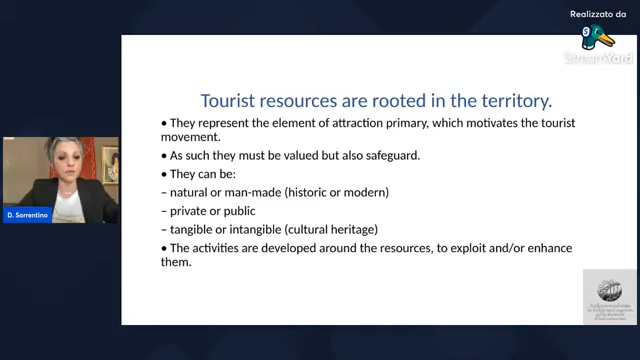 Realizzato da
StreamYard
Tourist resources are rooted in the territory.
• They represent the element of attraction primary, which motivates the tourist
movement.
• As such they must be valued but also safeguard.
• They can be:
– natural or man-made (historic or modern)
– private or public
– tangible or intangible (cultural heritage)
• The activities are developed around the resources, to exploit and/or enhance
them.
D. Sorrentino